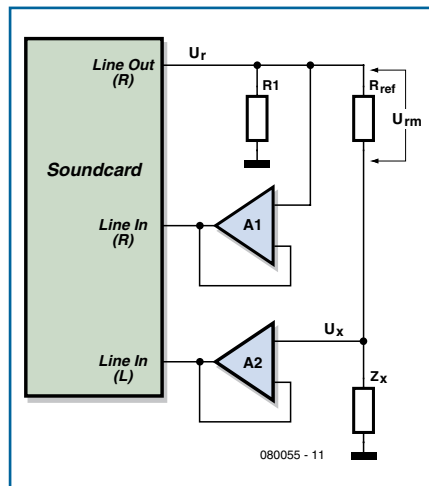 Line Out
(R)
Ur
R1
Rref
Urm
Soundcard
Line In
(R)
A1
Line In
(L)
A2
Ux
Zx
080055 - 11